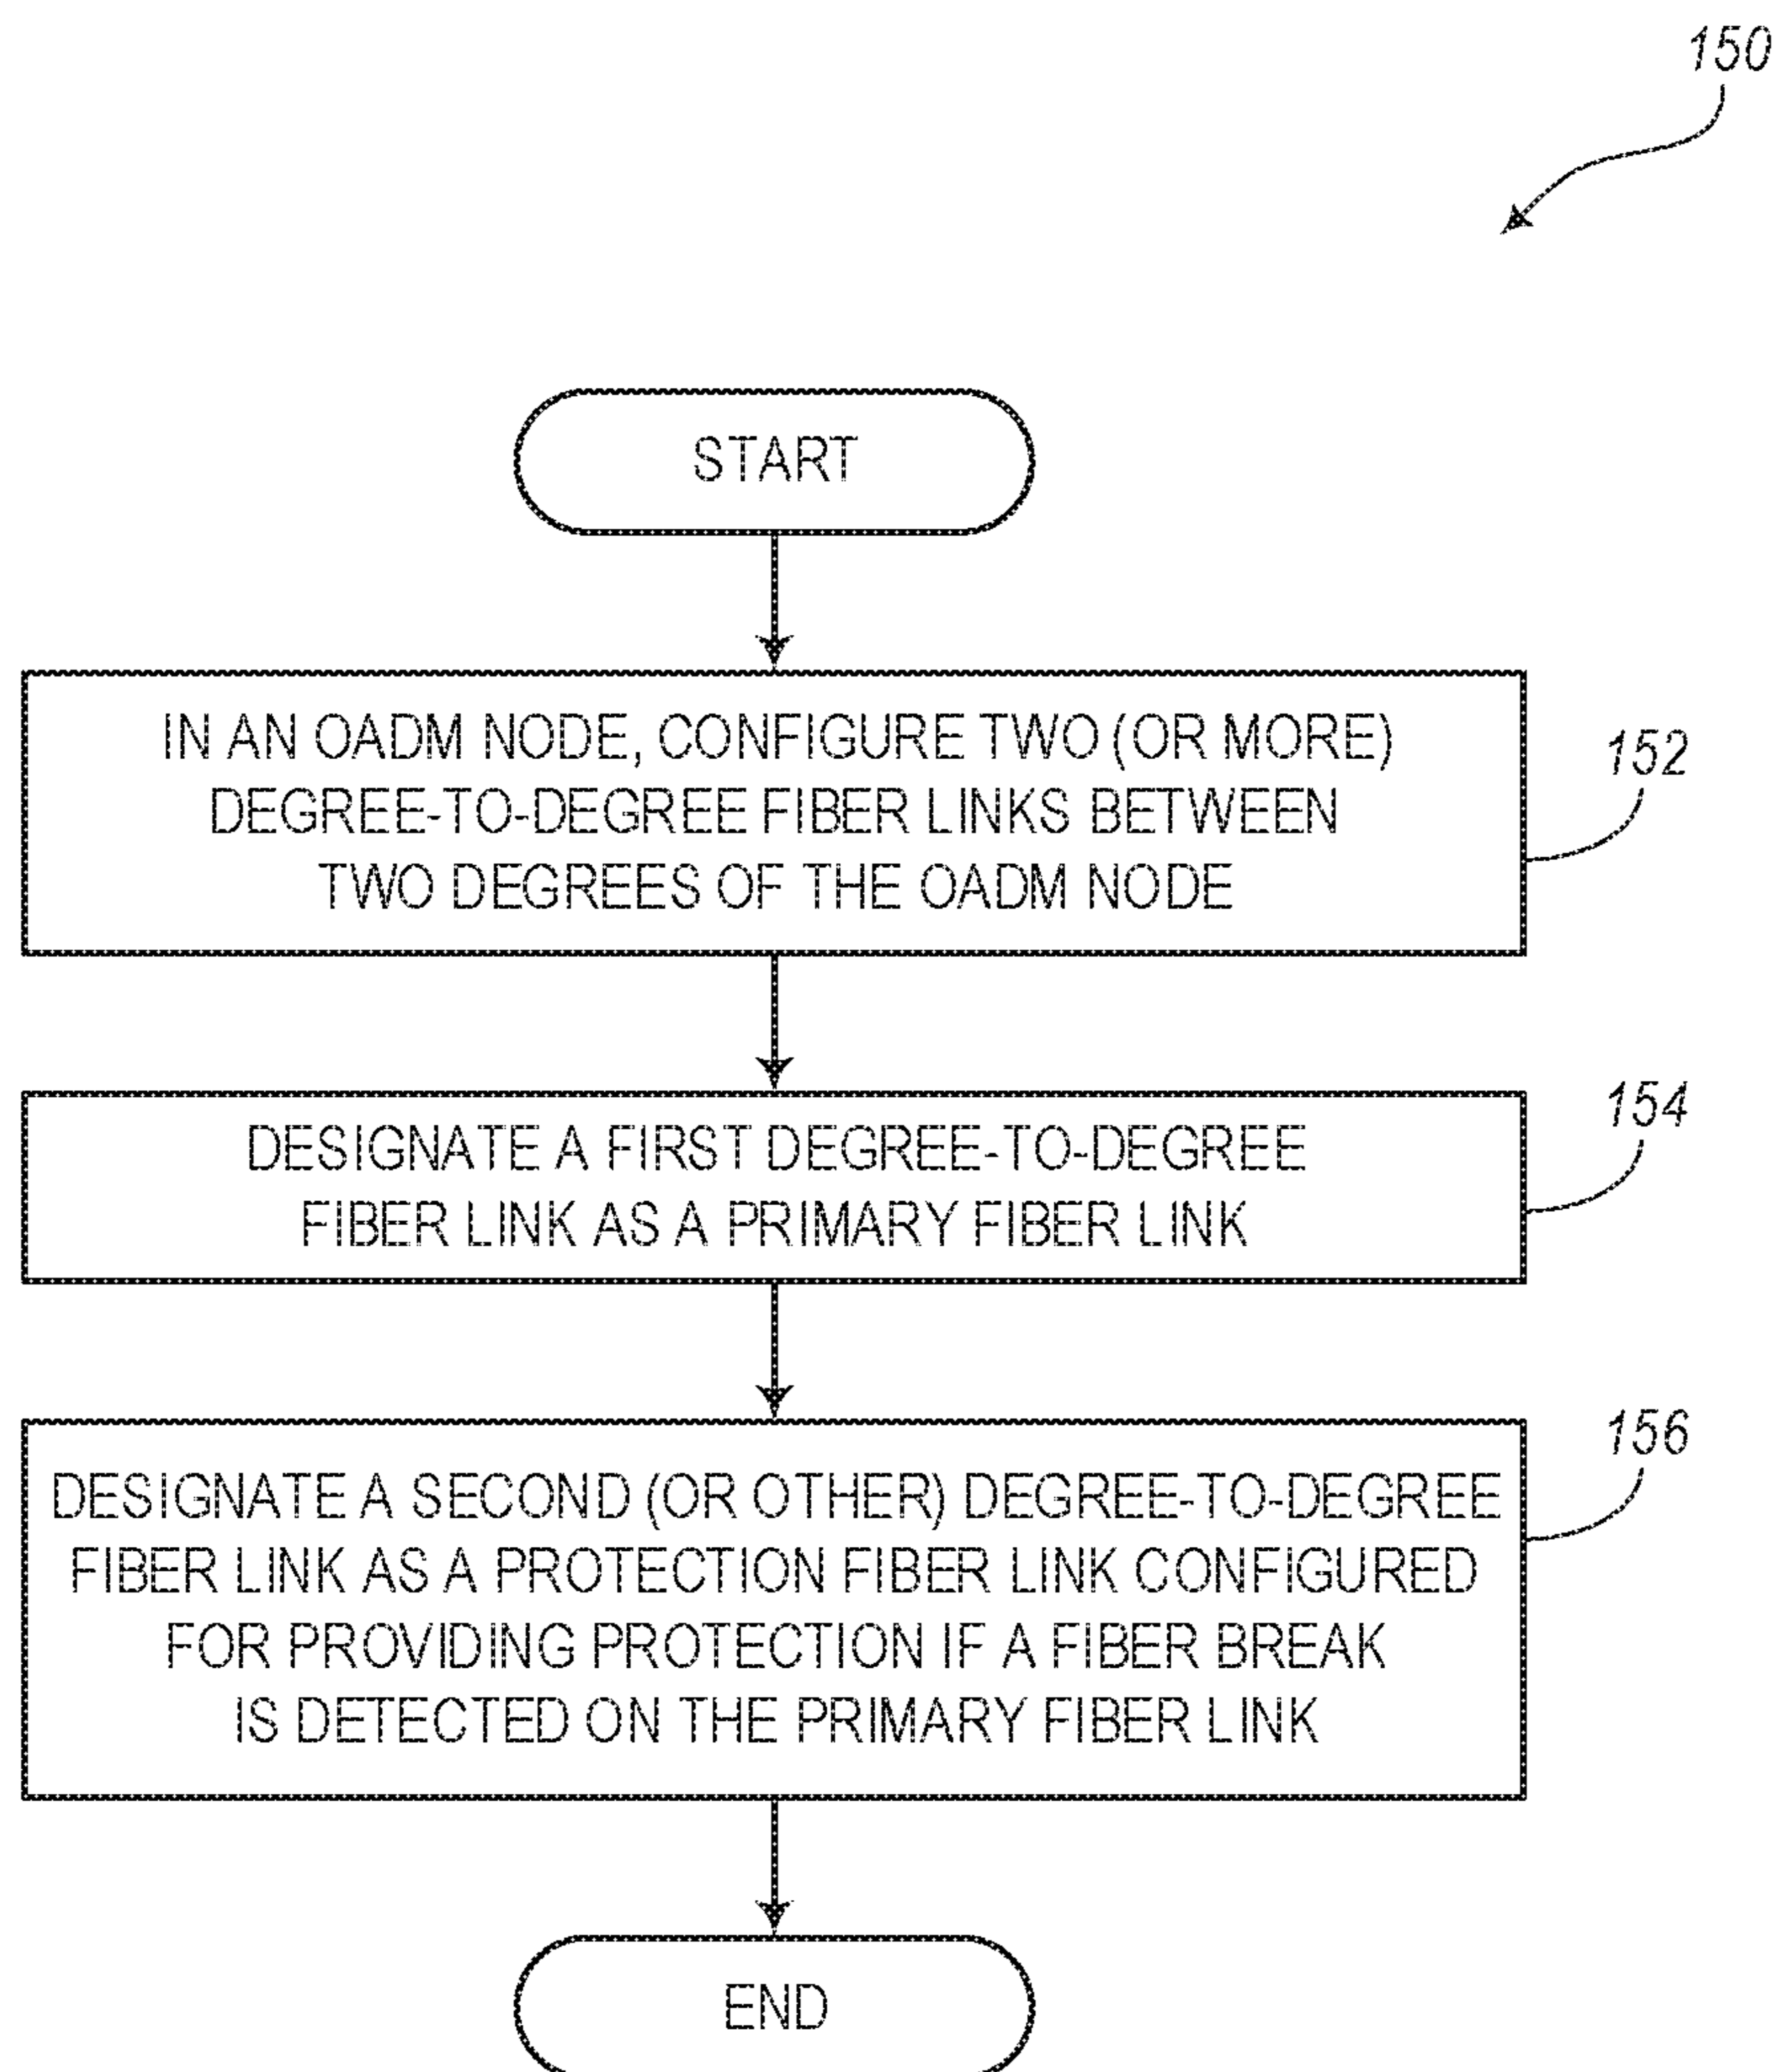 150
START
IN AN OADM NODE, CONFIGURE TWO (OR MORE)
DEGREE-TO-DEGREE FIBER LINKS BETWEEN
TWO DEGREES OF THE OADM NODE
152
DESIGNATE A FIRST DEGREE-TO-DEGREE
FIBER LINK AS A PRIMARY FIBER LINK
154
DESIGNATE A SECOND (OR OTHER) DEGREE-TO-DEGREE
FIBER LINK AS A PROTECTION FIBER LINK CONFIGURED
FOR PROVIDING PROTECTION IF A FIBER BREAK
IS DETECTED ON THE PRIMARY FIBER LINK
156
END